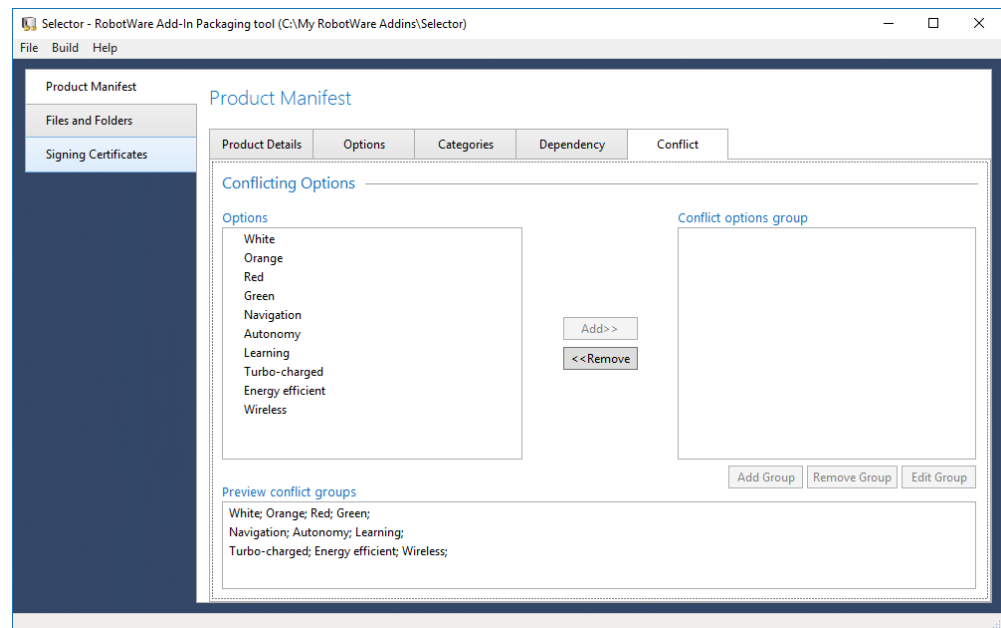 Selector - RobotWare Add-In Packaging tool (C:\My RobotWare Addins\Selector)
File Build Help
Product Manifest
Files and Folders
Signing Certificates
Product Manifest
Product Details Options Categories Dependency Conflict
Conflicting Options
Options
White
Orange
Red
Green
Navigation
Autonomy
Learning
Turbo-charged
Energy efficient
Wireless
Add>>
<<Remove
Conflict options group
Add Group Remove Group Edit Group
Preview conflict groups
White; Orange; Red; Green;
Navigation; Autonomy; Learning;
Turbo-charged; Energy efficient; Wireless;